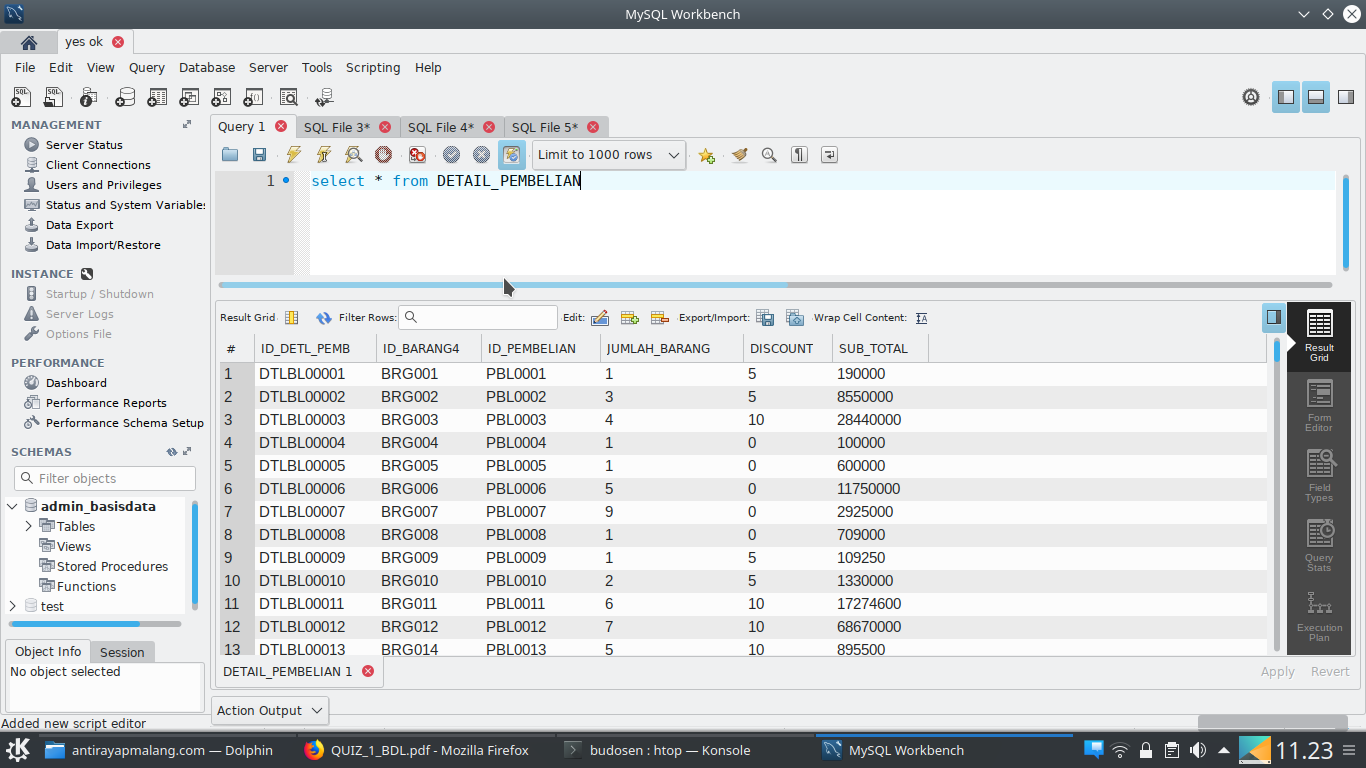 MySQL Workbench
yes ok
File Edit View Query Database Server Tools Scripting Help
MANAGEMENT
Server Status
Client Connections
Users and Privileges
Status and System Variable
Data Export
Data Import/Restore
INSTANCE
Startup / Shutdown
Server Logs
Options File
PERFORMANCE
Dashboard
Performance Reports
Performance Schema Setup
SCHEMAS
Filter objects
admin_basisdata
Tables
Views
Stored Procedures
Functions
test
Object Info Session
No object selected
Added new script editor
Query 1 SQL File 3* SQL File 4* SQL File 5*
Limit to 1000 rows
1 select * from DETAIL_PEMBELIAN
Result Grid Filter Rows: Edit: Export/Import: Wrap Cell Content:
# ID_DETL_PEMB ID_BARANG4 ID_PEMBELIAN JUMLAH_BARANG DISCOUNT SUB_TOTAL
1 DTLBL00001 BRG001 PBL0001 1 5 190000
2 DTLBL00002 BRG002 PBL0002 3 5 8550000
3 DTLBL00003 BRG003 PBL0003 4 10 28440000
4 DTLBL00004 BRG004 PBL0004 1 0 100000
5 DTLBL00005 BRG005 PBL0005 1 0 600000
6 DTLBL00006 BRG006 PBL0006 5 0 11750000
7 DTLBL00007 BRG007 PBL0007 9 0 2925000
8 DTLBL00008 BRG008 PBL0008 1 0 709000
9 DTLBL00009 BRG009 PBL0009 1 5 109250
10 DTLBL00010 BRG010 PBL0010 2 5 1330000
11 DTLBL00011 BRG011 PBL0011 6 10 17274600
12 DTLBL00012 BRG012 PBL0012 7 10 68670000
13 DTLBL00013 BRG014 PBL0013 5 10 895500
Result
Grid
Form
Editor
Field
Types
Query
Stats
Execution
Plan
DETAIL_PEMBELIAN 1
Apply Revert
Action Output
antirayapmalang.com — Dolphin
QUIZ_1_BDL.pdf - Mozilla Firefox
budosen : htop — Konsole
MySQL Workbench
11.23